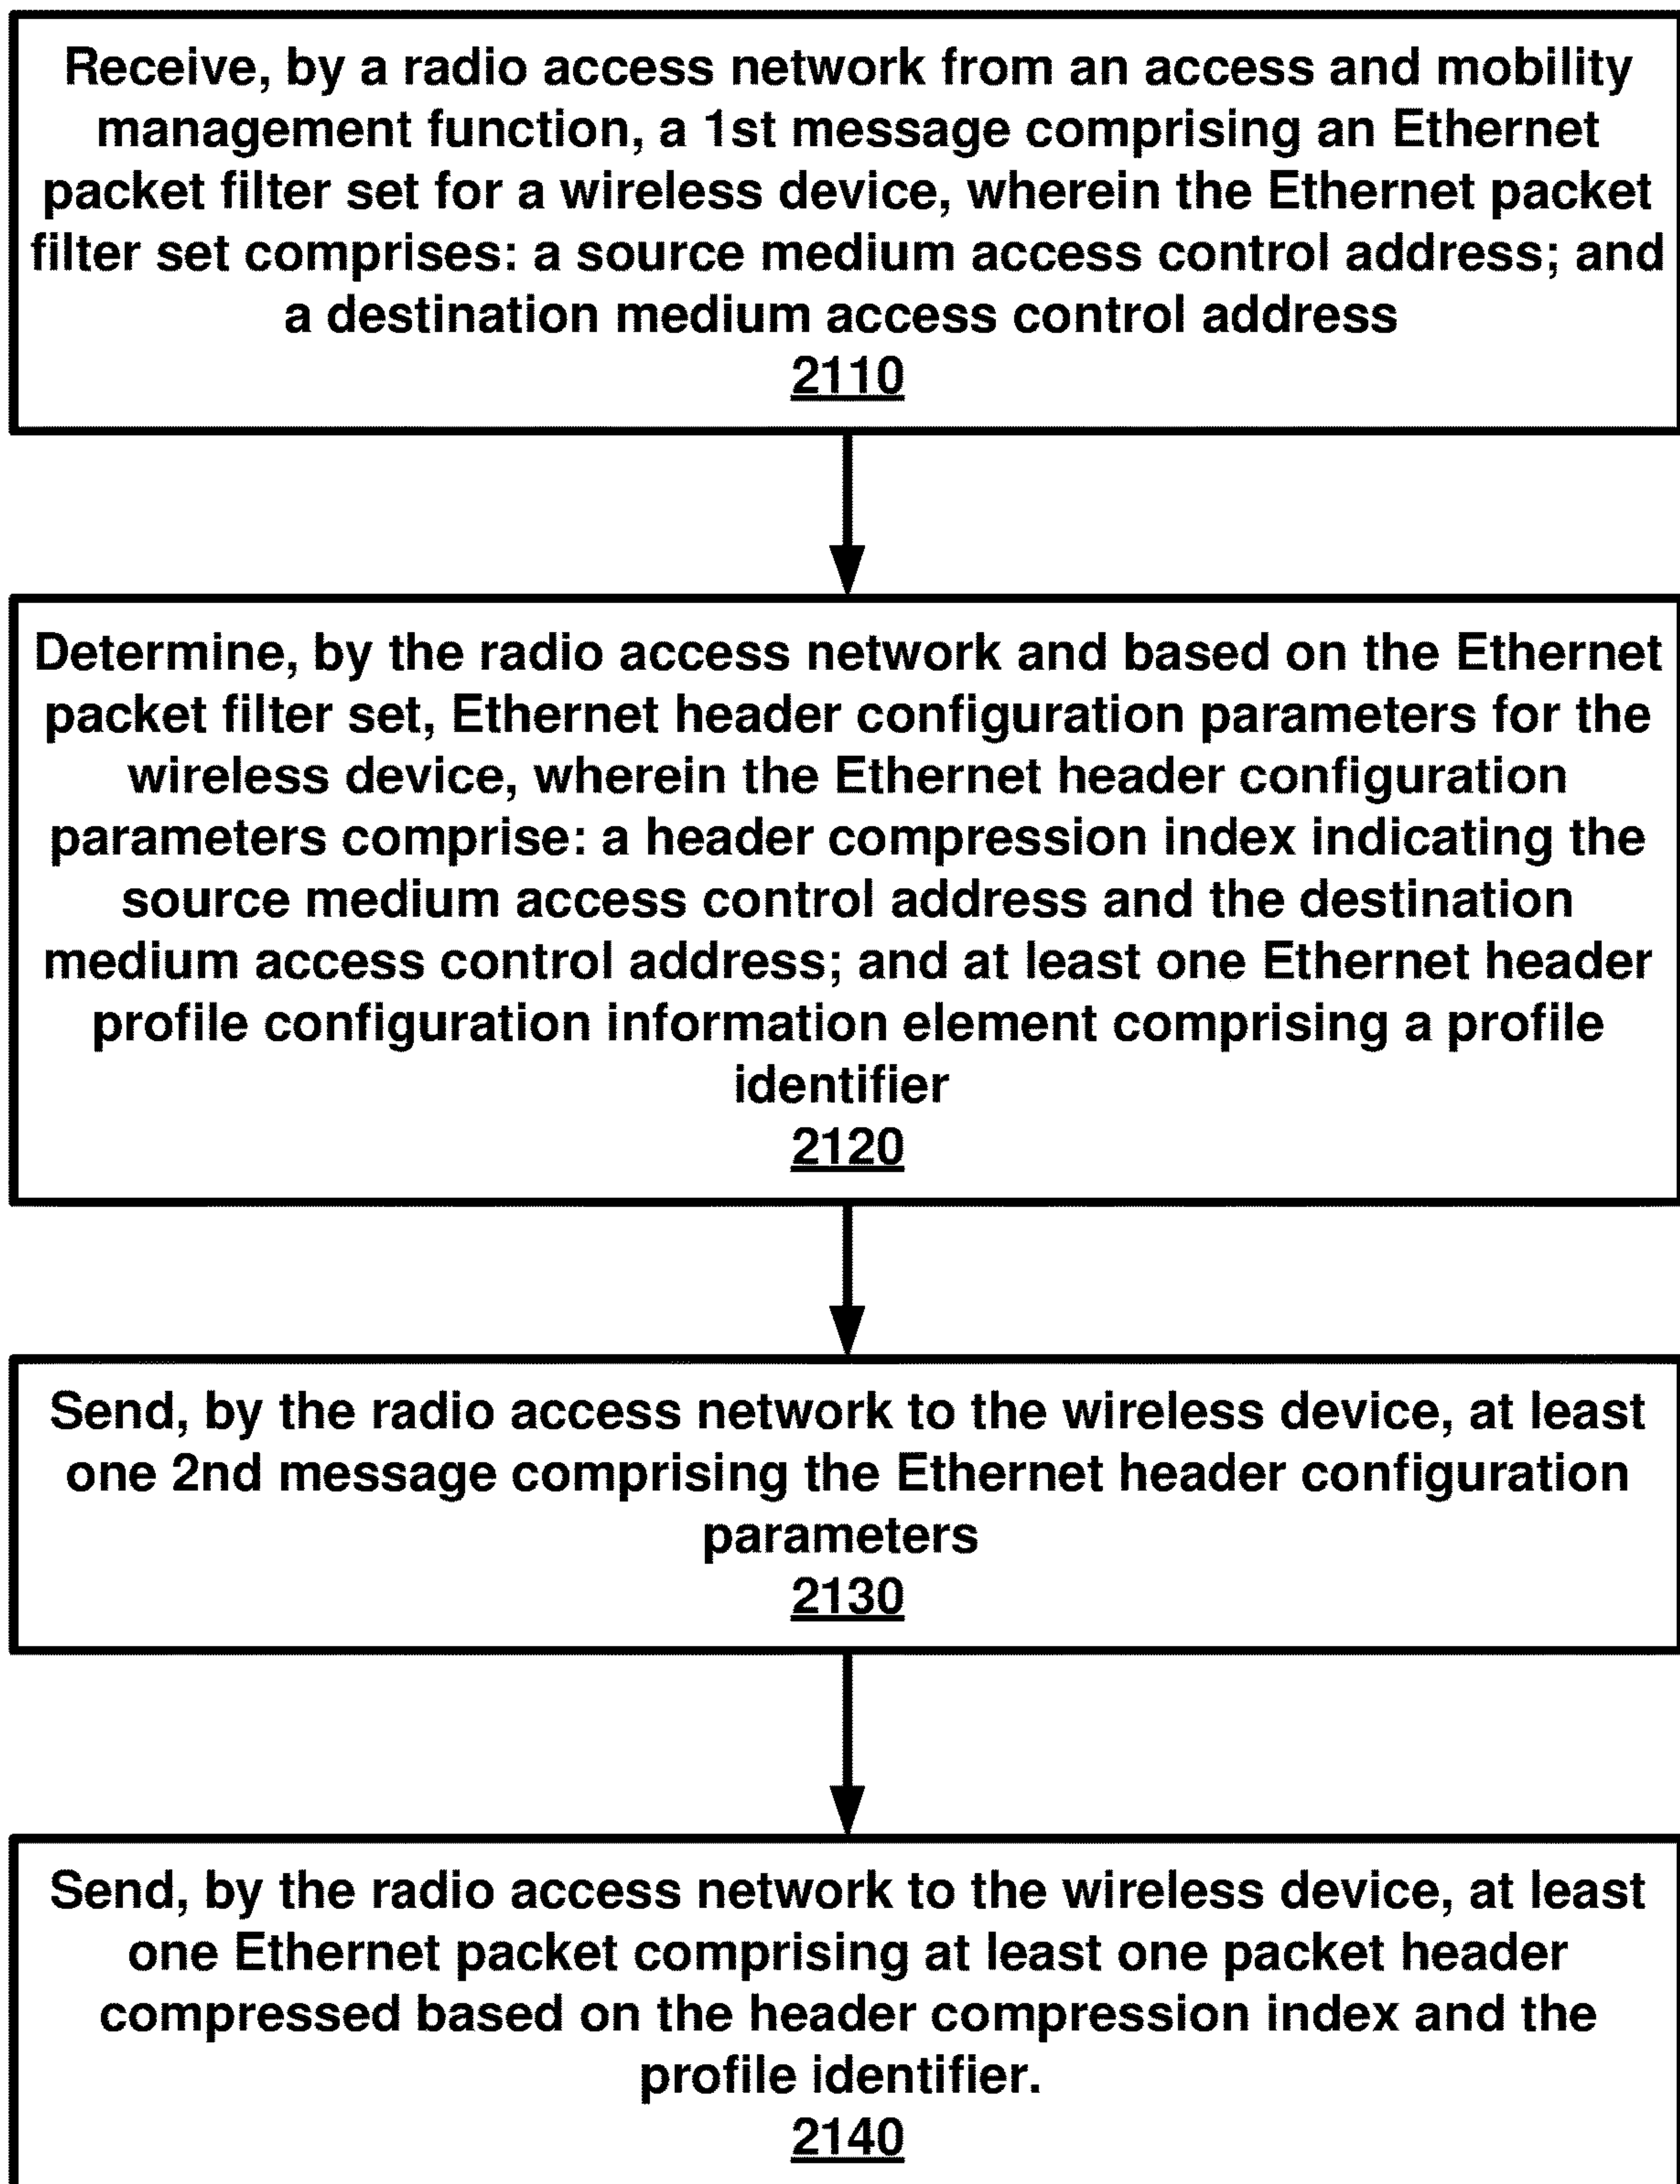 Receive, by a radio access network from an access and mobility
management function, a 1st message comprising an Ethernet
packet filter set for a wireless device, wherein the Ethernet packet
filter set comprises: a source medium access control address; and
a destination medium access control address
2110
Determine, by the radio access network and based on the Ethernet
packet filter set, Ethernet header configuration parameters for the
wireless device, wherein the Ethernet header configuration
parameters comprise: a header compression index indicating the
source medium access control address and the destination
medium access control address; and at least one Ethernet header
profile configuration information element comprising a profile
identifier
2120
Send, by the radio access network to the wireless device, at least
one 2nd message comprising the Ethernet header configuration
parameters
2130
Send, by the radio access network to the wireless device, at least
one Ethernet packet comprising at least one packet header
compressed based on the header compression index and the
profile identifier.
2140